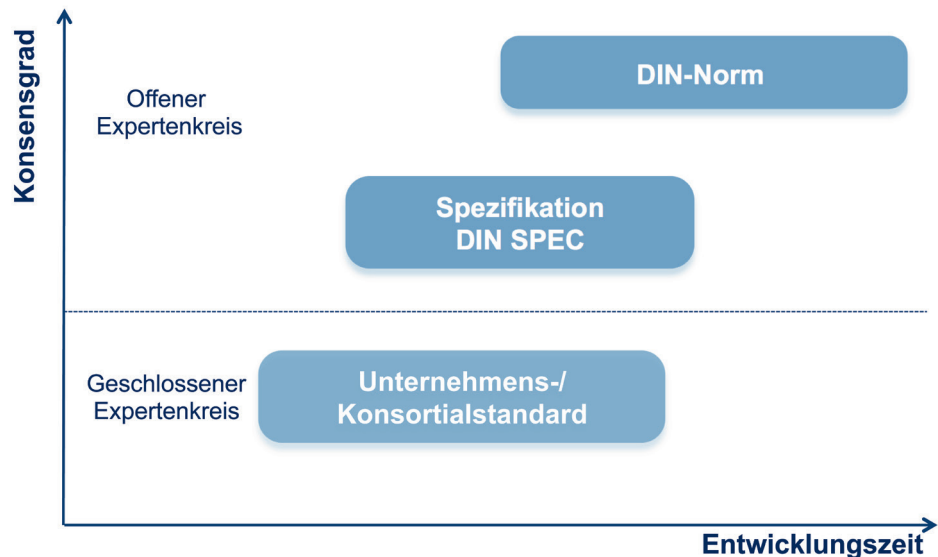 Konsensgrad
Offener
Expertenkreis
DIN-Norm
Spezifikation
DIN SPEC
Geschlossener
Expertenkreis
Unternehmens-/
Konsortialstandard
Entwicklungszeit